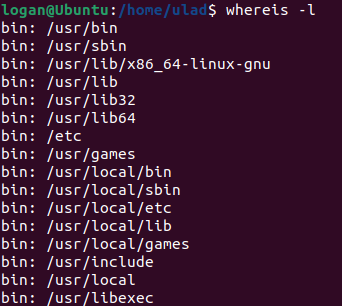 logan@Ubuntu:/home/ulad$ whereis -l
bin: /usr/bin
bin: /usr/sbin
bin: /usr/lib/x86_64-linux-gnu
bin: /usr/lib
bin: /usr/lib32
bin: /usr/lib64
bin: /etc
bin: /usr/games
bin: /usr/local/bin
bin: /usr/local/sbin
bin: /usr/local/etc
bin: /usr/local/lib
bin: /usr/local/games
bin: /usr/include
bin: /usr/local
bin: /usr/libexec